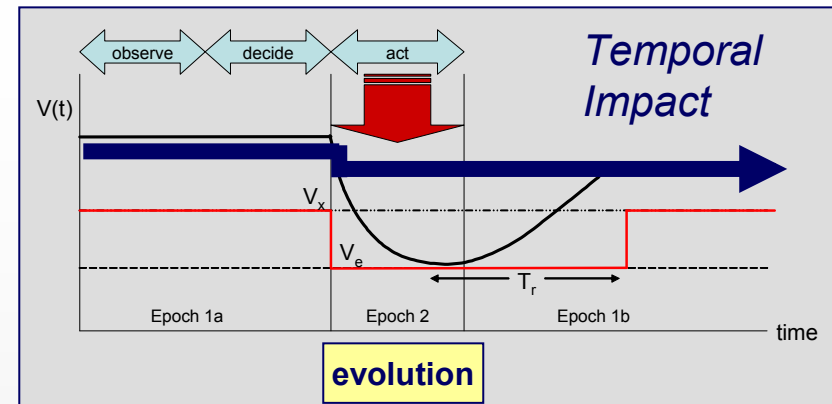 observe decide act
Temporal
Impact
V(t)
Vx
Ve
Tr
Epoch 1a Epoch 2 Epoch 1b
time
evolution